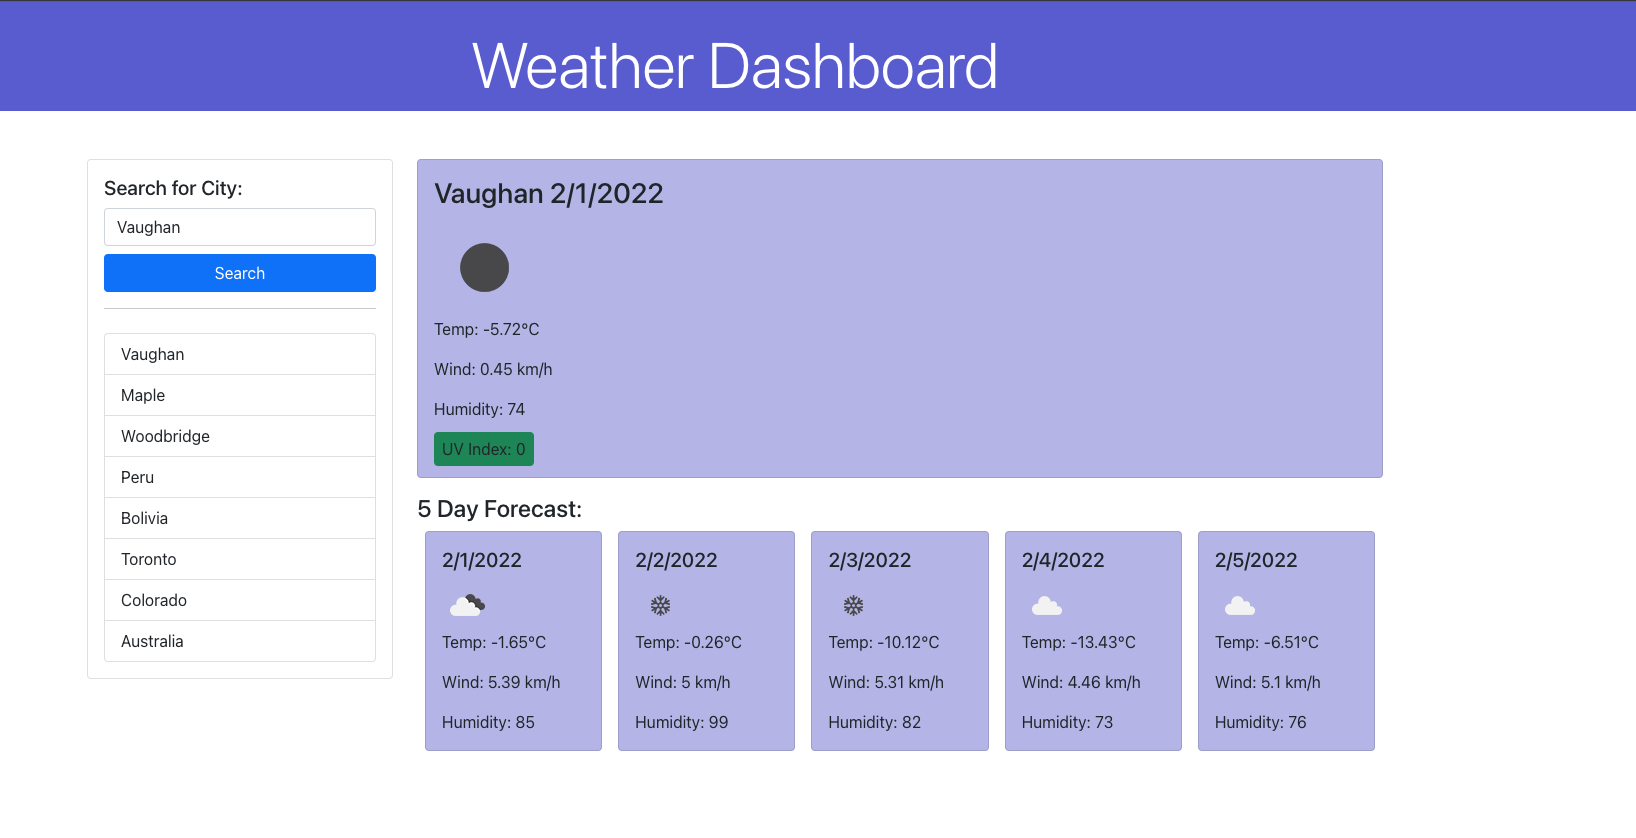 Weather Dashboard
Search for City:
Vaughan
Search
Vaughan
Maple
Woodbridge
Peru
Bolivia
Toronto
Colorado
Australia
Vaughan 2/1/2022
Temp: -5.72°C
Wind: 0.45 km/h
Humidity: 74
UV Index: 0
5 Day Forecast:
2/1/2022
Temp: -1.65°C
Wind: 5.39 km/h
Humidity: 85
2/2/2022
Temp: -0.26°C
Wind: 5 km/h
Humidity: 99
2/3/2022
Temp: -10.12°C
Wind: 5.31 km/h
Humidity: 82
2/4/2022
Temp: -13.43°C
Wind: 4.46 km/h
Humidity: 73
2/5/2022
Temp: -6.51°C
Wind: 5.1 km/h
Humidity: 76